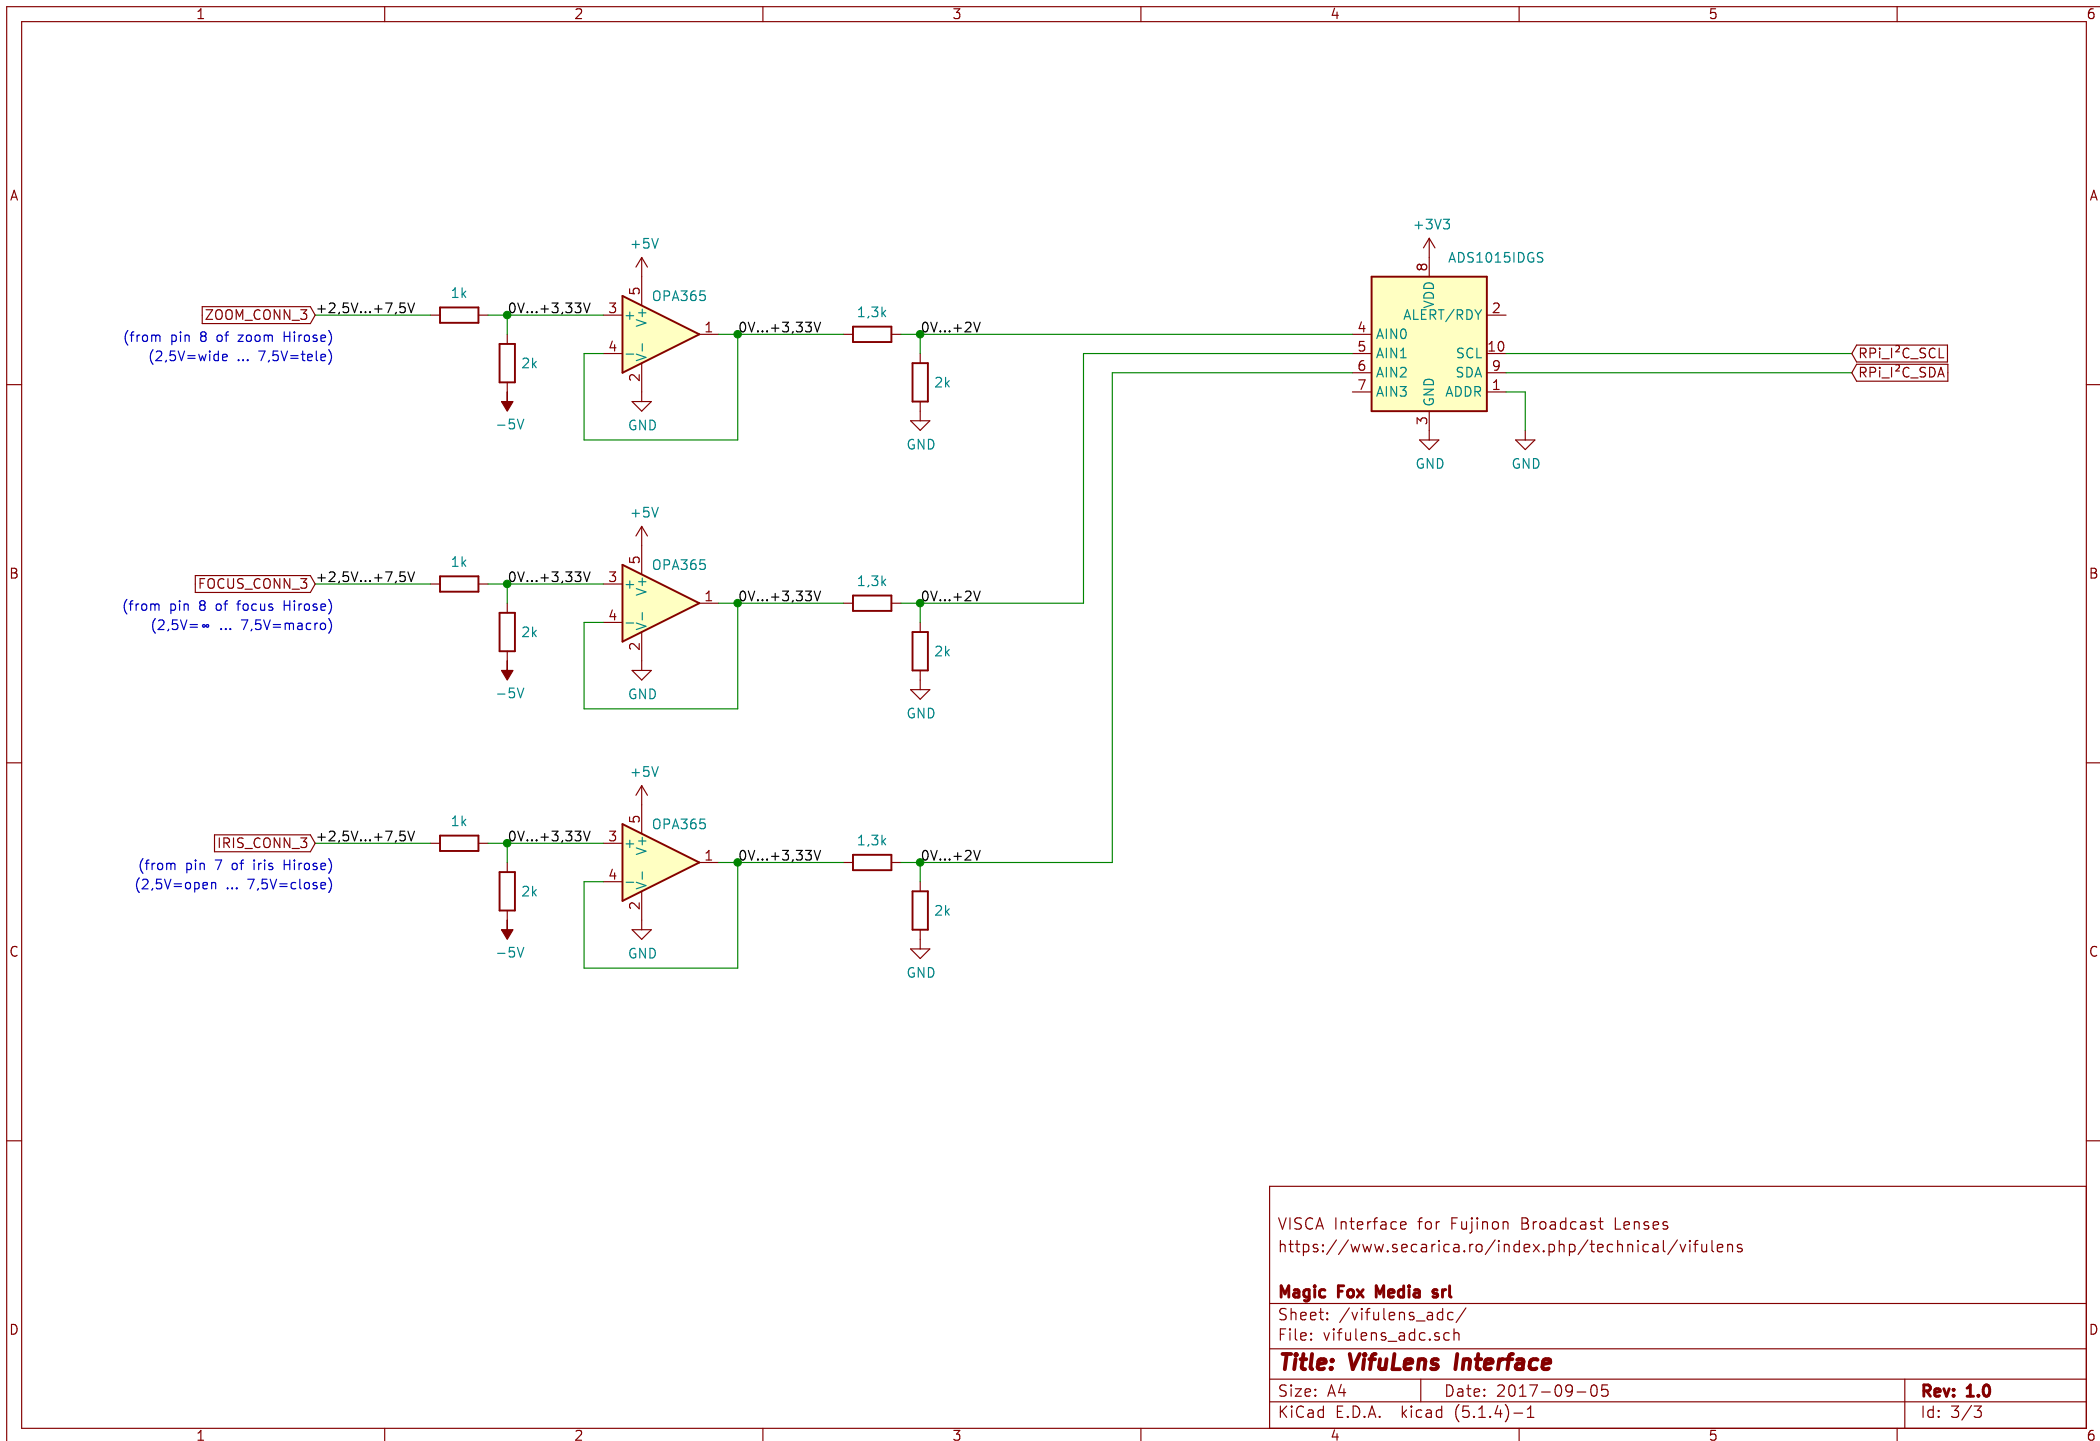 1 2 3 4 5 6
A A
+3V3
ADS1015IDGS
8
VDD
ALERT/RDY 2
4 AIN0
5 AIN1 SCL 10 RPi_I²C_SCL
6 AIN2 SDA 9 RPi_I²C_SDA
7 AIN3 GND ADDR 1
3
GND GND
+5V
ZOOM_CONN_3 +2,5V...+7,5V 1k 0V...+3,33V 3 + V+ 5 OPA365
(from pin 8 of zoom Hirose)
(2,5V=wide ... 7,5V=tele)
2k
-5V
4 - V- 2
GND
1 0V...+3,33V 1,3k 0V...+2V
2k
GND
B B
+5V
FOCUS_CONN_3 +2,5V...+7,5V 1k 0V...+3,33V 3 + V+ 5 OPA365
(from pin 8 of focus Hirose)
(2,5V=∞ ... 7,5V=macro)
2k
-5V
4 - V- 2
GND
1 0V...+3,33V 1,3k 0V...+2V
2k
GND
+5V
IRIS_CONN_3 +2,5V...+7,5V 1k 0V...+3,33V 3 + V+ 5 OPA365
(from pin 7 of iris Hirose)
(2,5V=open ... 7,5V=close)
2k
-5V
4 - V- 2
GND
1 0V...+3,33V 1,3k 0V...+2V
2k
GND
C C
VISCA Interface for Fujinon Broadcast Lenses
https://www.secarica.ro/index.php/technical/vifulens
Magic Fox Media srl
Sheet: /vifulens_adc/
File: vifulens_adc.sch
D D
Title: VifuLens Interface
Size: A4 Date: 2017-09-05 Rev: 1.0
KiCad E.D.A. kicad (5.1.4)-1 Id: 3/3
1 2 3 4 5 6